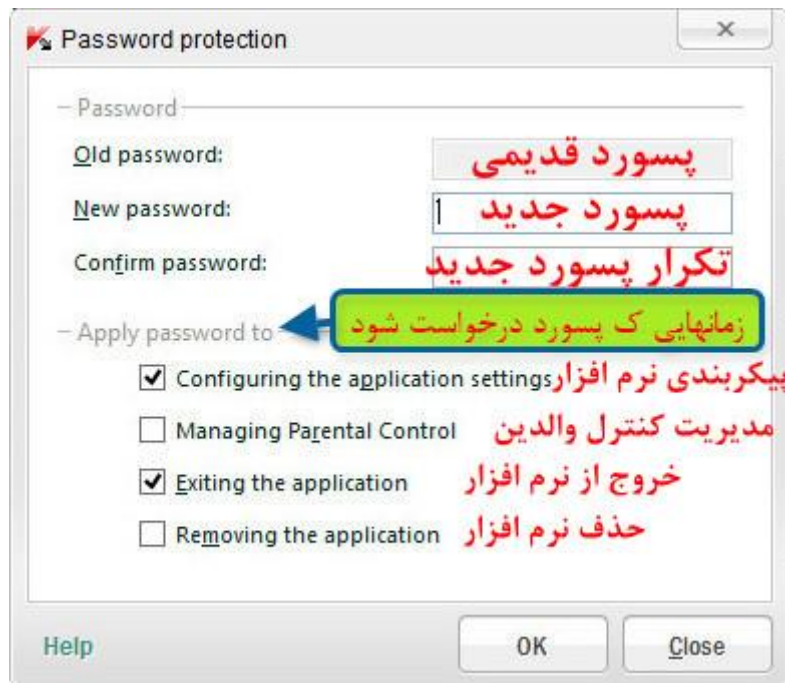 Password protection
Password
Old password: پسورد قدیمی
New password: پسورد جدید
Confirm password: تکرار پسورد جدید
Apply password to زمانهایی ک پسورد درخواست شود
Configuring the application settings پیکربندی نرم افزار
Managing Parental Control مدیریت کنترل والدین
Exiting the application خروج از نرم افزار
Removing the application حذف نرم افزار
Help OK Close